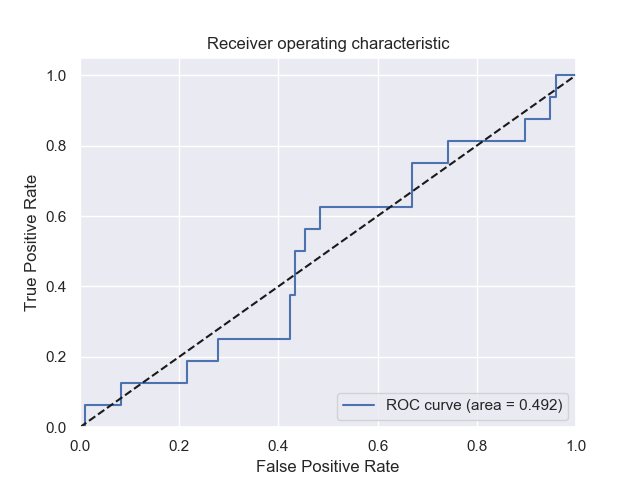 Receiver operating characteristic
1.0
0.8
0.6
0.4
0.2
0.0
True Positive Rate
ROC curve (area = 0.492)
0.0 0.2 0.4 0.6 0.8 1.0
False Positive Rate